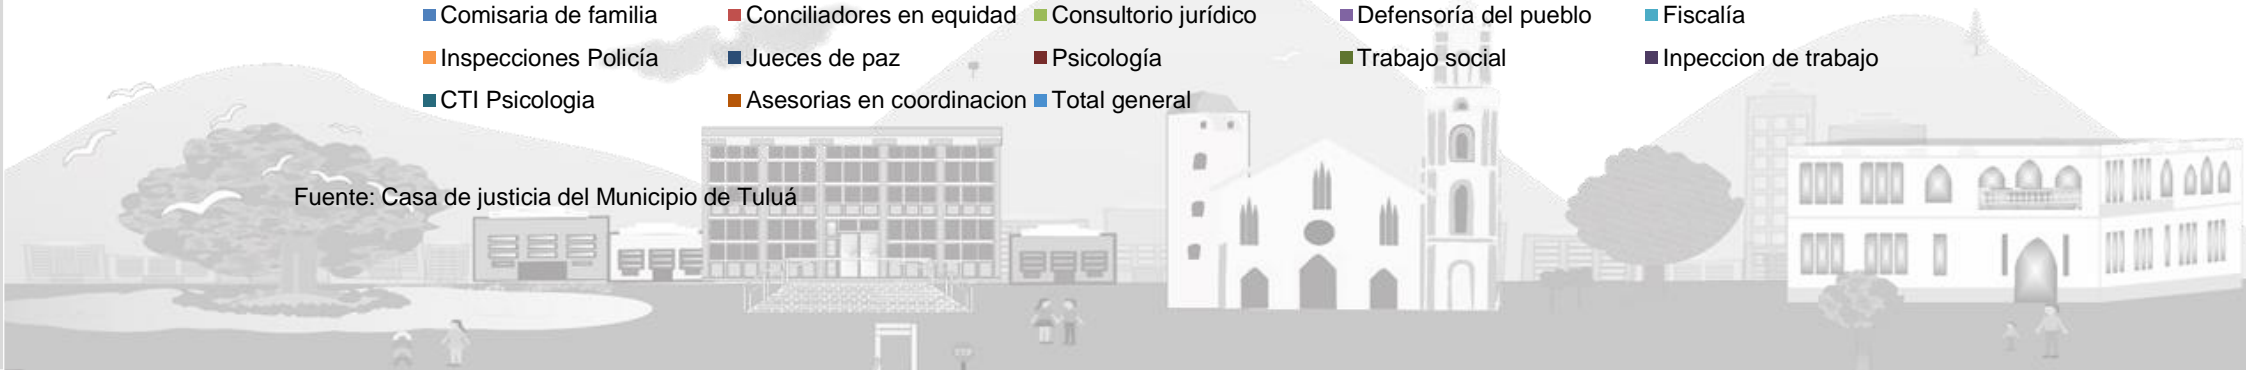 Comisaria de familia Conciliadores en equidad Consultorio jurídico Defensoría del pueblo Fiscalía
Inspecciones Policía Jueces de paz Psicología Trabajo social Inpeccion de trabajo
CTI Psicologia Asesorias en coordinacion Total general
Fuente: Casa de justicia del Municipio de Tuluá